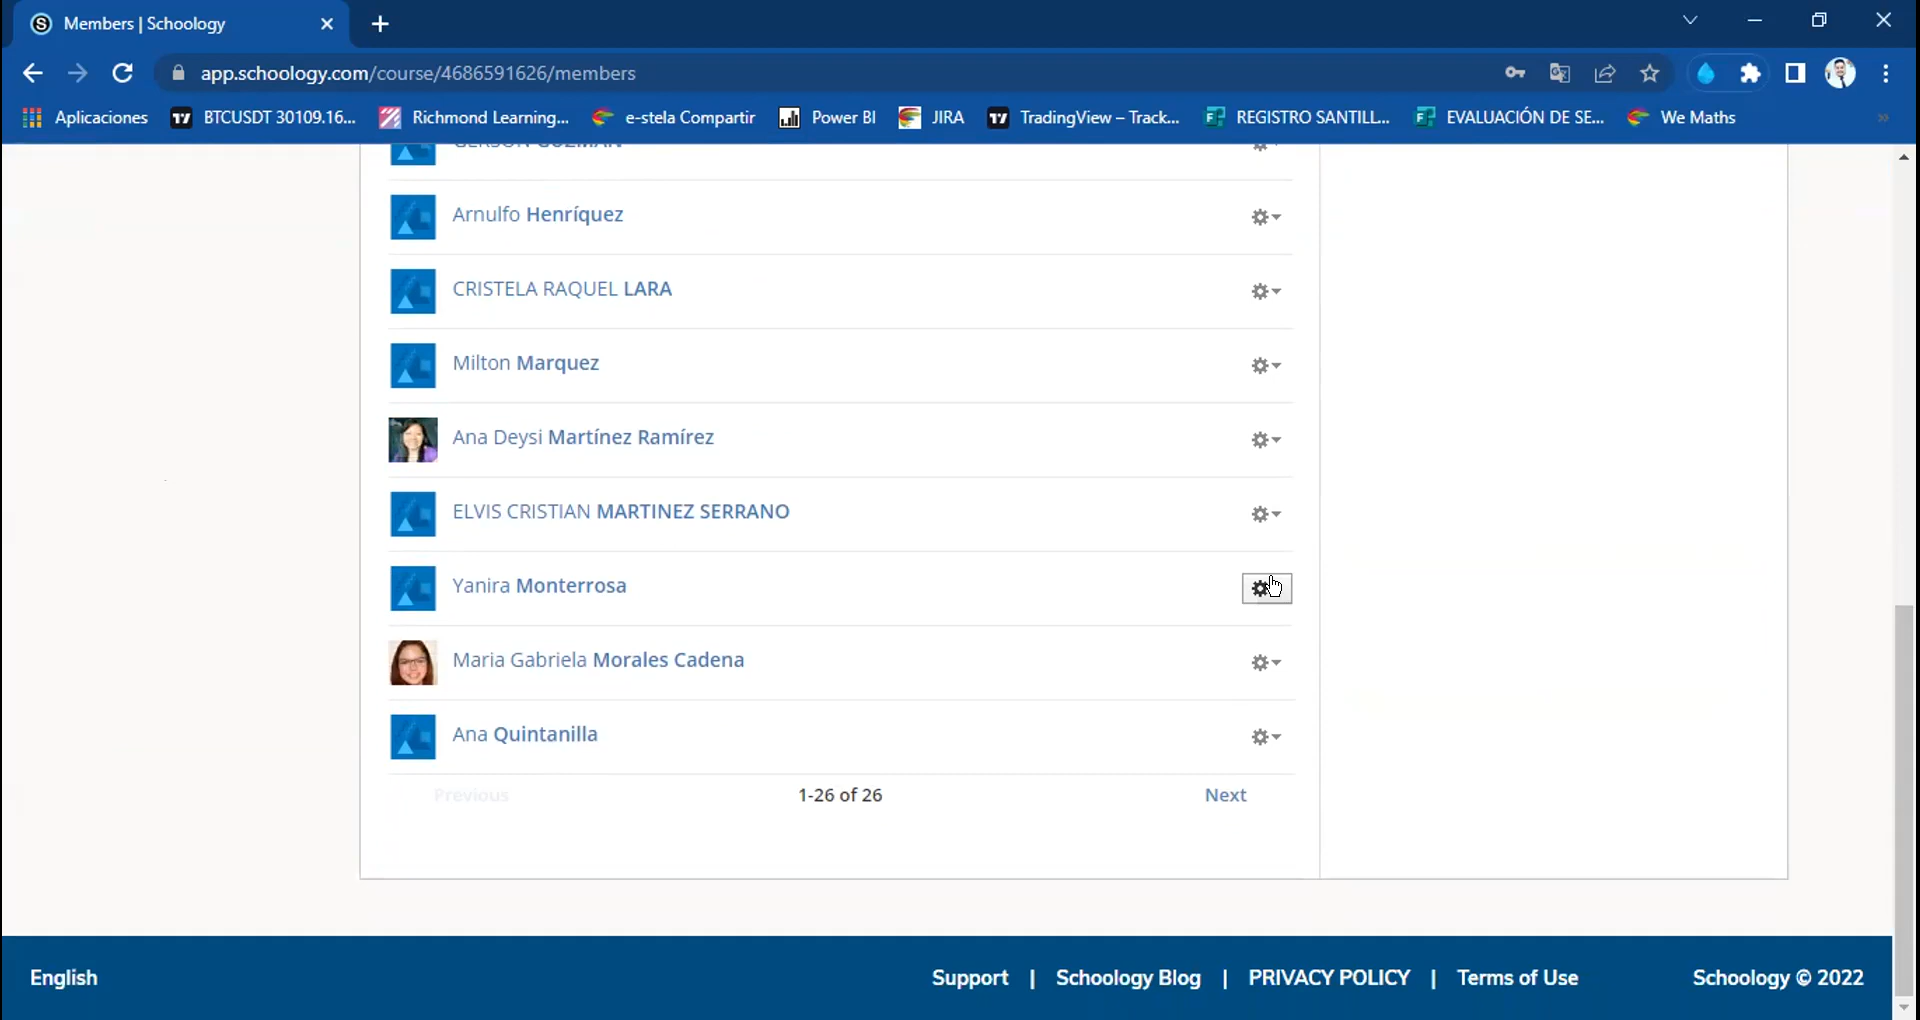 Members | Schoology
app.schoology.com/course/4686591626/members
Aplicaciones
BTCUSDT 30109.16...
Richmond Learning...
e-stela Compartir
Power BI
JIRA
TradingView – Track...
REGISTRO SANTILL...
EVALUACIÓN DE SE...
We Maths
GERSON GUZMAN
Arnulfo Henríquez
CRISTELA RAQUEL LARA
Milton Marquez
Ana Deysi Martínez Ramírez
ELVIS CRISTIAN MARTINEZ SERRANO
Yanira Monterrosa
Maria Gabriela Morales Cadena
Ana Quintanilla
Previous 1-26 of 26 Next
English Support | Schoology Blog | PRIVACY POLICY | Terms of Use Schoology © 2022